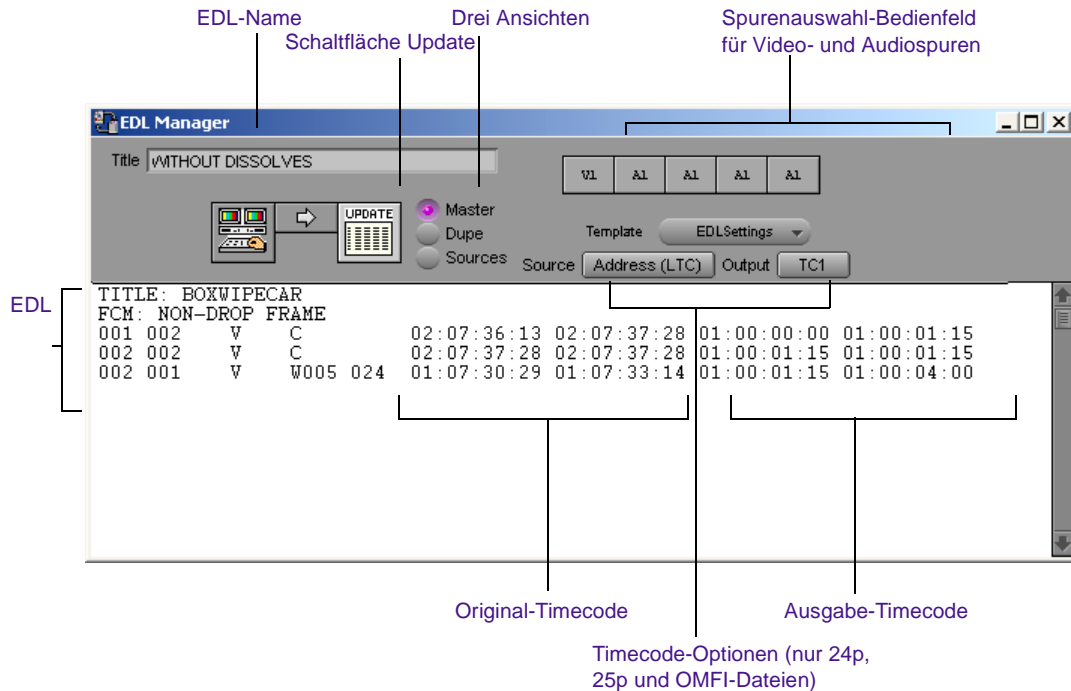 EDL-Name
Drei Ansichten
Spurenauswahl-Bedienfeld
für Video- und Audiospuren
Schaltfläche Update
EDL Manager
Title WITHOUT DISSOLVES
V1 A1 A1 A1 A1
UPDATE
Master
Dupe
Sources
Template EDLSettings
Source Address (LTC) Output TC1
EDL
TITLE: BOXWIPECAR
FCM: NON-DROP FRAME
001 002 V C 02:07:36:13 02:07:37:28 01:00:00:00 01:00:01:15
002 002 V C 02:07:37:28 02:07:37:28 01:00:01:15 01:00:01:15
002 001 V W005 024 01:07:30:29 01:07:33:14 01:00:01:15 01:00:04:00
Original-Timecode
Ausgabe-Timecode
Timecode-Optionen (nur 24p,
25p und OMFI-Dateien)